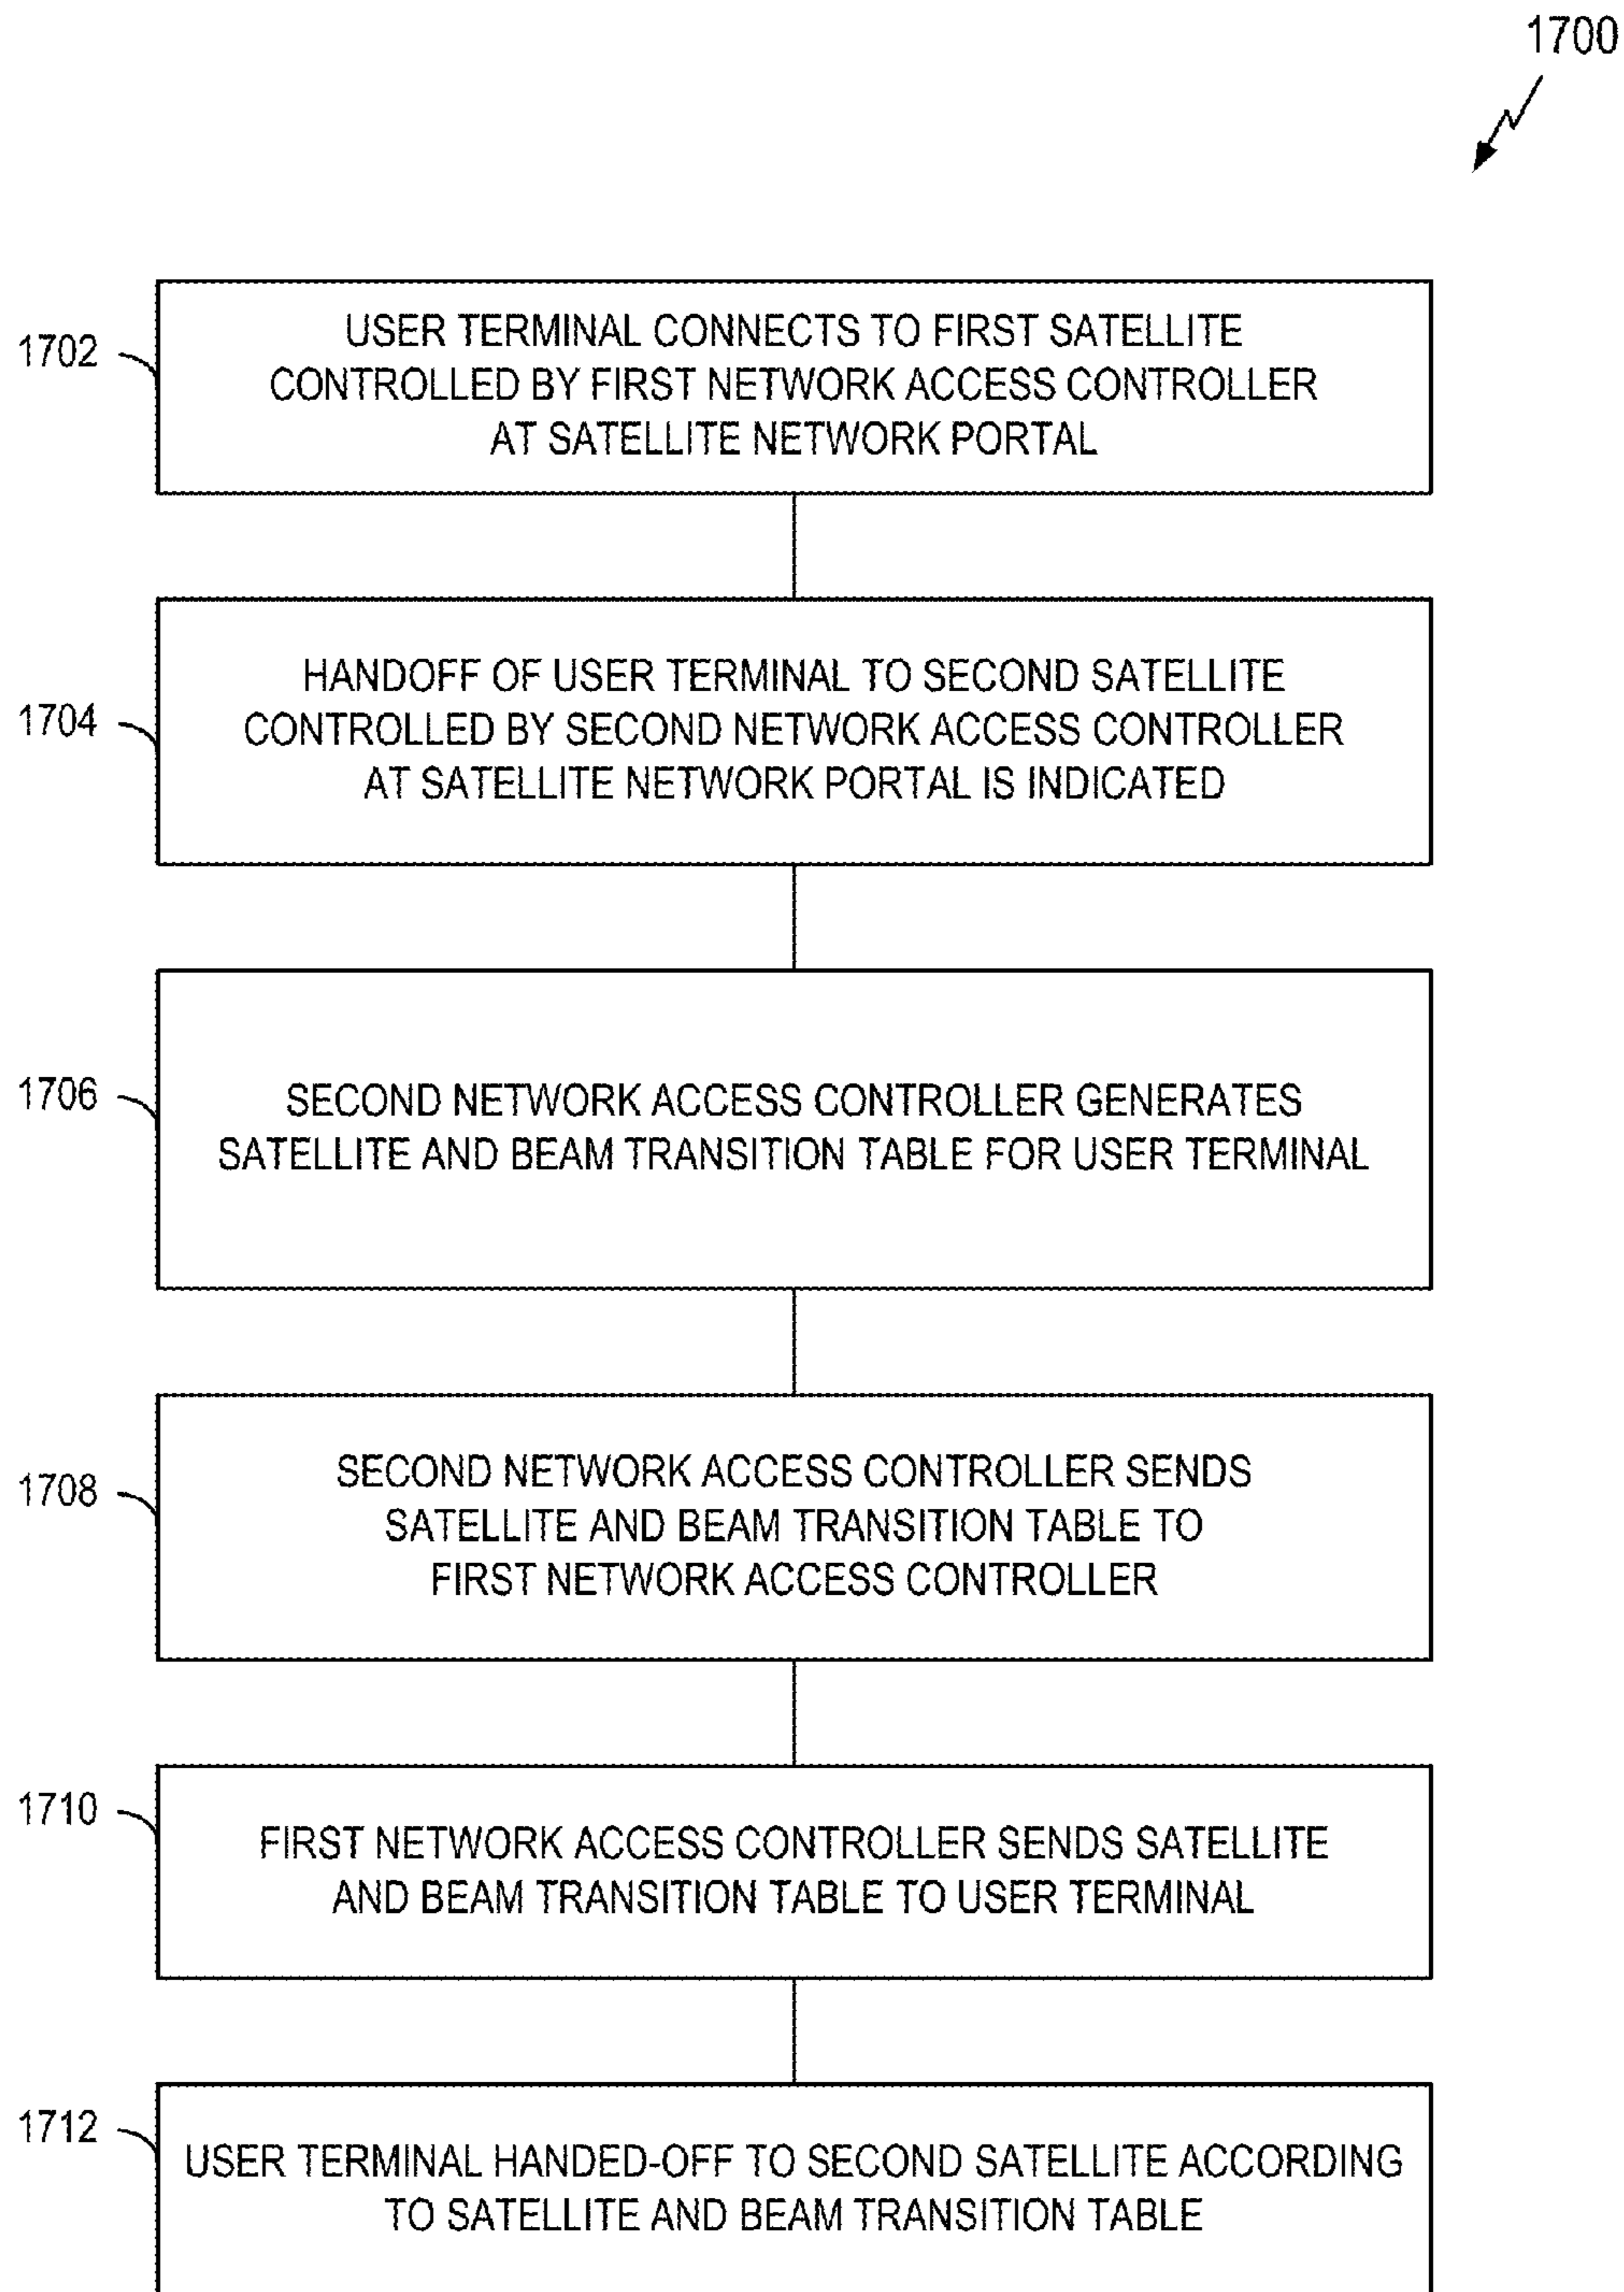 1700
1702
USER TERMINAL CONNECTS TO FIRST SATELLITE
CONTROLLED BY FIRST NETWORK ACCESS CONTROLLER
AT SATELLITE NETWORK PORTAL
1704
HANDOFF OF USER TERMINAL TO SECOND SATELLITE
CONTROLLED BY SECOND NETWORK ACCESS CONTROLLER
AT SATELLITE NETWORK PORTAL IS INDICATED
1706
SECOND NETWORK ACCESS CONTROLLER GENERATES
SATELLITE AND BEAM TRANSITION TABLE FOR USER TERMINAL
1708
SECOND NETWORK ACCESS CONTROLLER SENDS
SATELLITE AND BEAM TRANSITION TABLE TO
FIRST NETWORK ACCESS CONTROLLER
1710
FIRST NETWORK ACCESS CONTROLLER SENDS SATELLITE
AND BEAM TRANSITION TABLE TO USER TERMINAL
1712
USER TERMINAL HANDED-OFF TO SECOND SATELLITE ACCORDING
TO SATELLITE AND BEAM TRANSITION TABLE